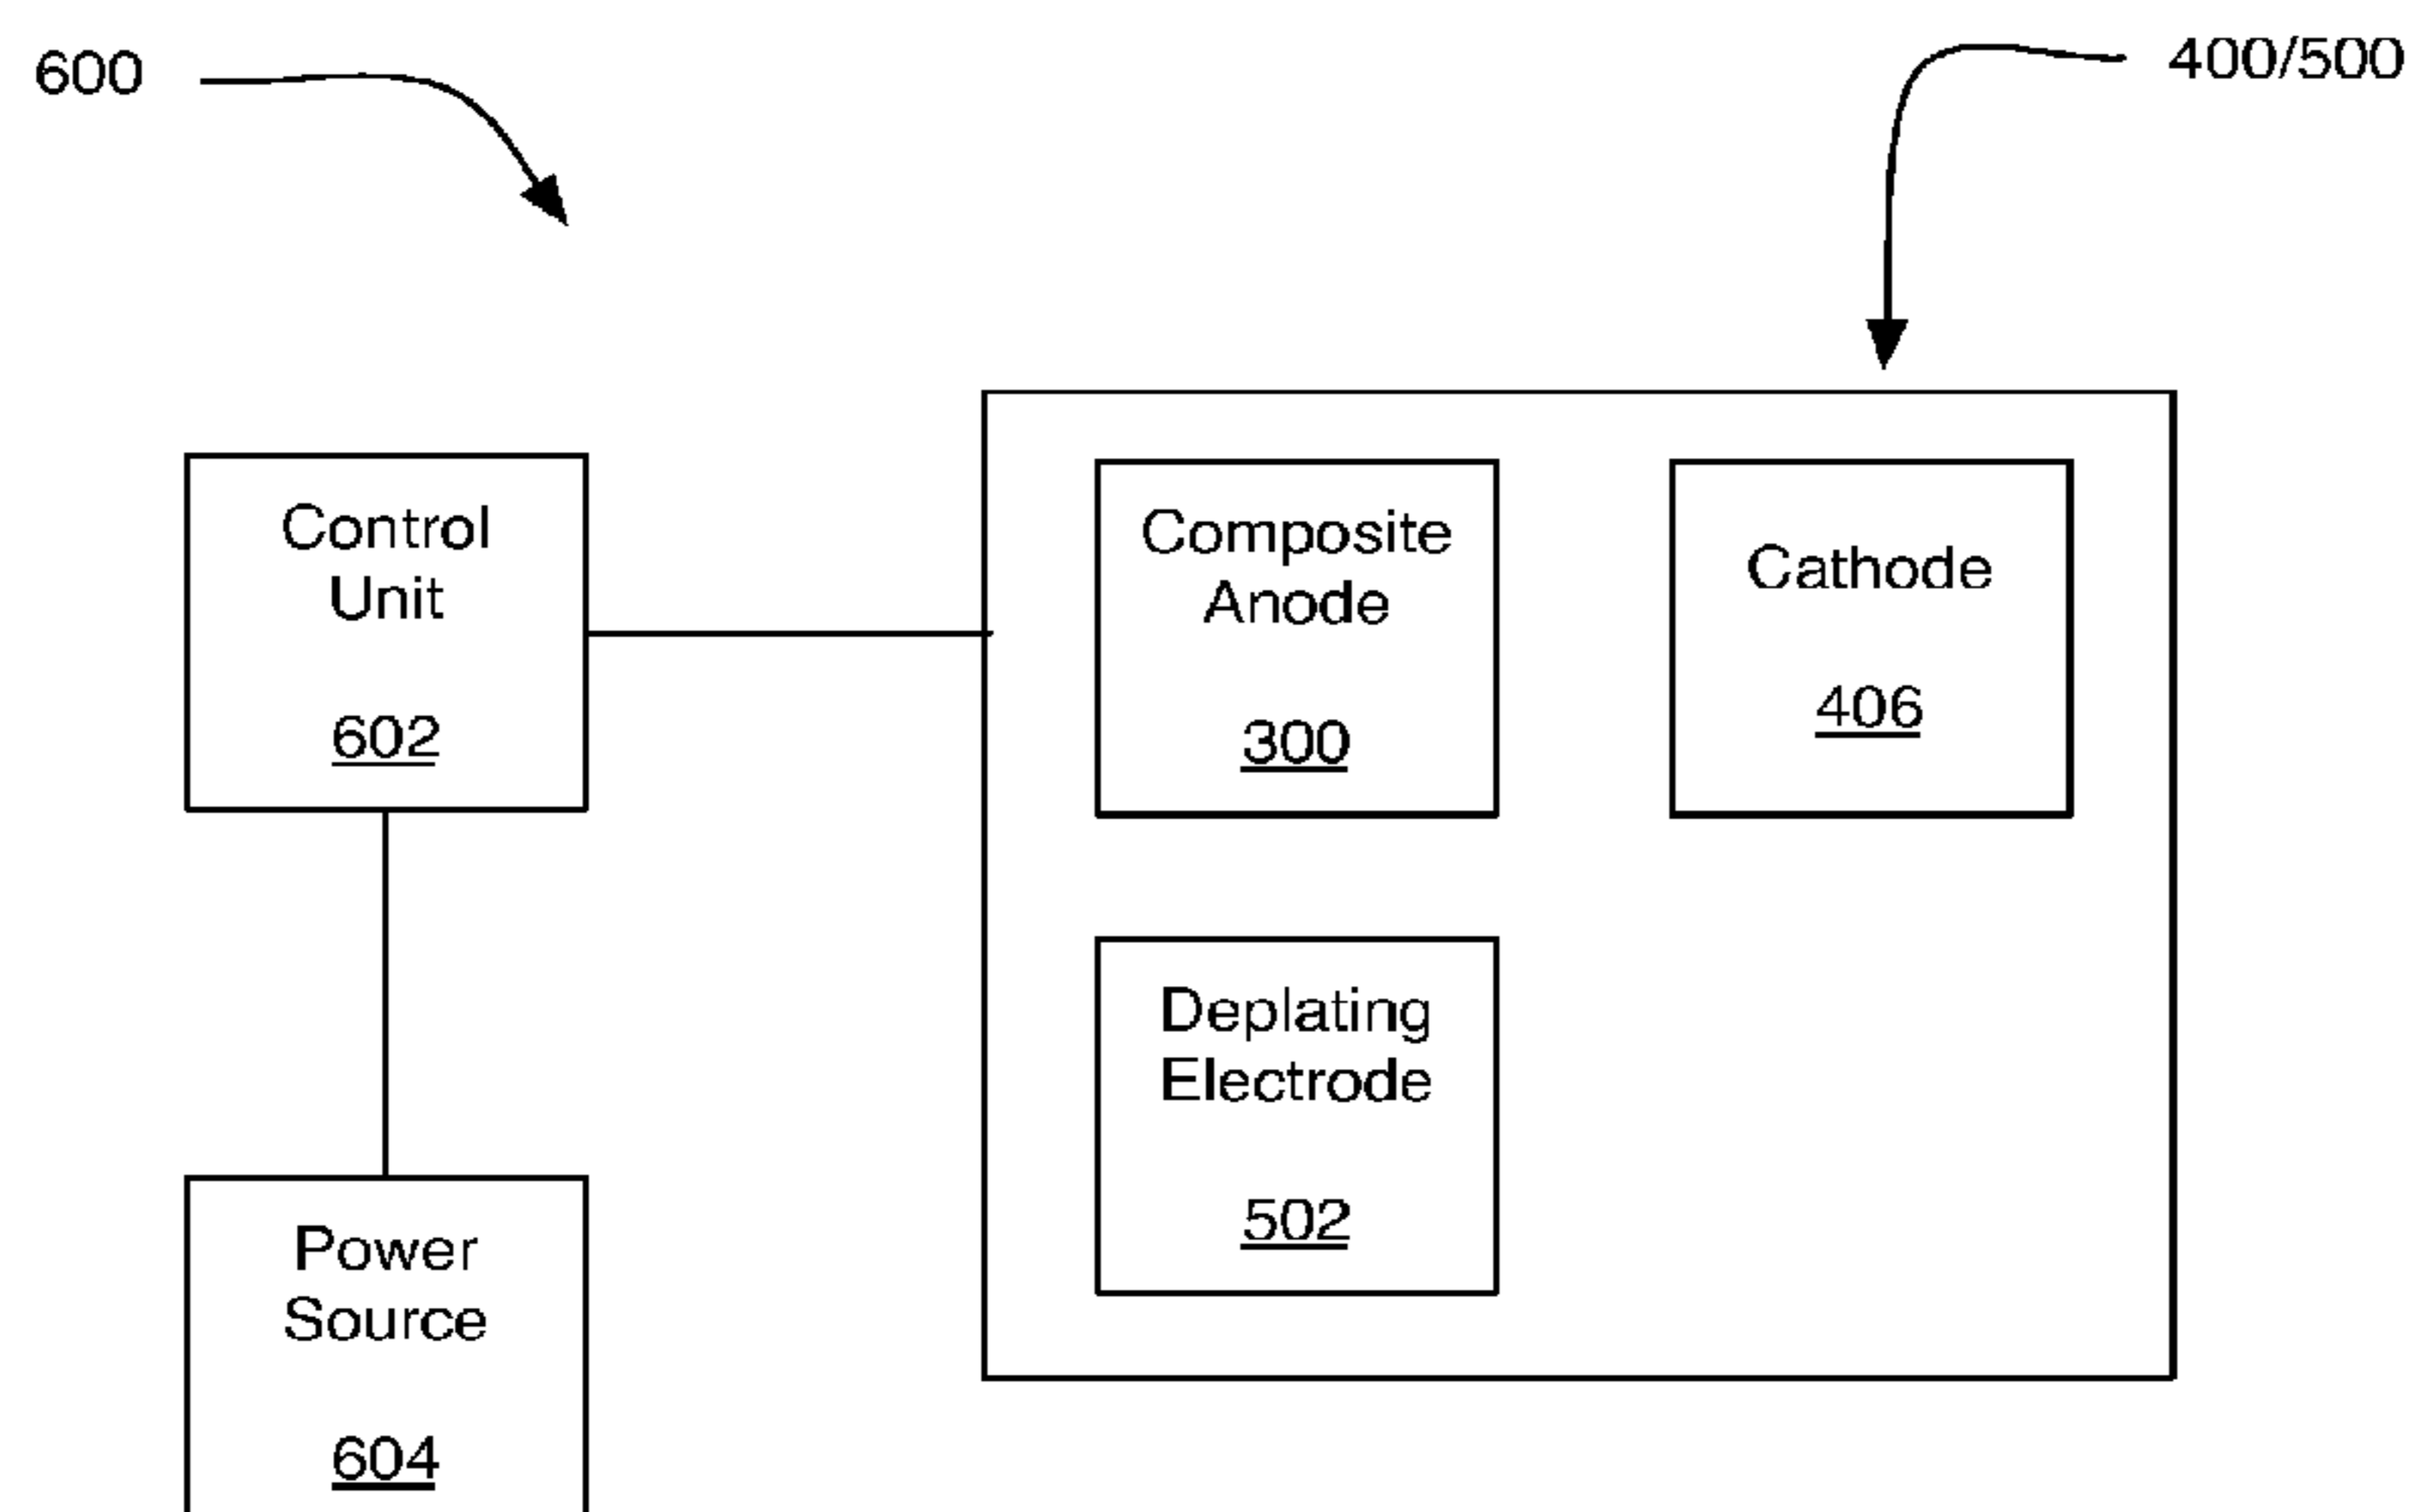 600
400/500
Control
Unit
602
Composite
Anode
300
Cathode
406
Deplating
Electrode
502
Power
Source
604